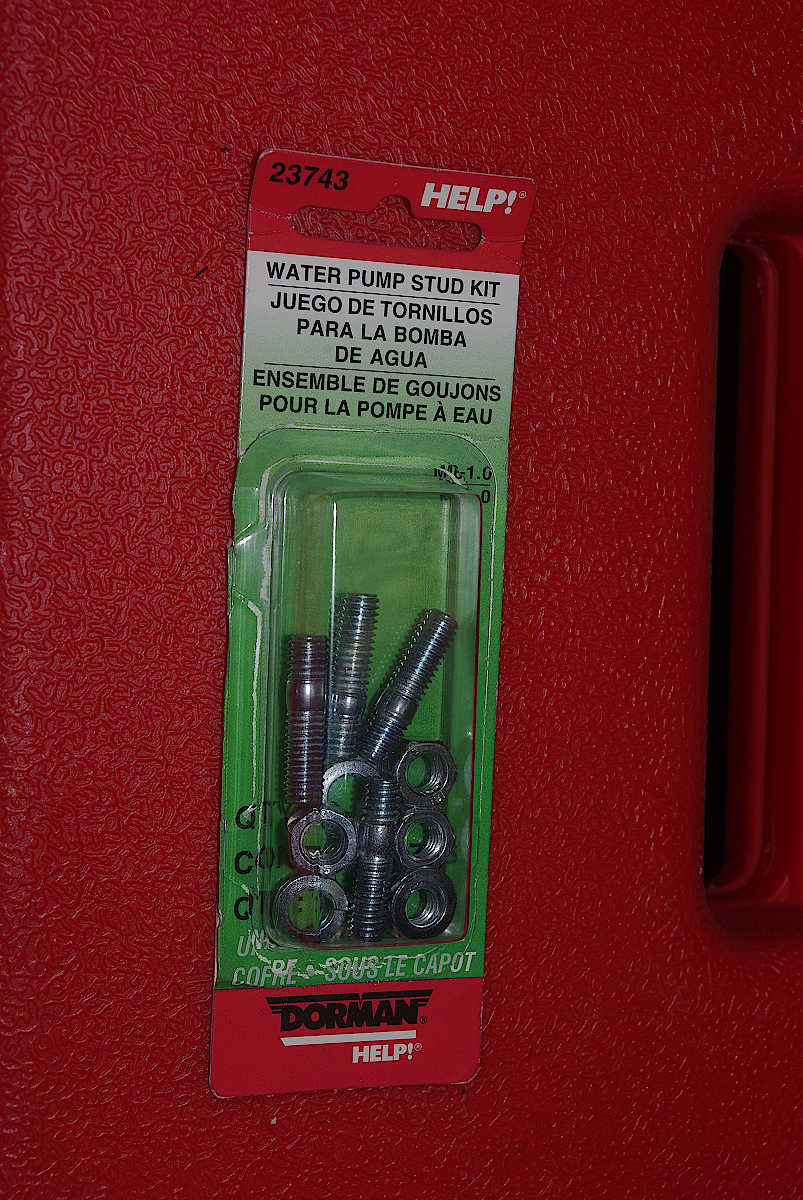 23743
HELP!®
WATER PUMP STUD KIT
JUEGO DE TORNILLOS
PARA LA BOMBA
DE AGUA
ENSEMBLE DE GOUJONS
POUR LA POMPE À EAU
COFRE • SOUS LE CAPOT
DORMAN®
HELP!®